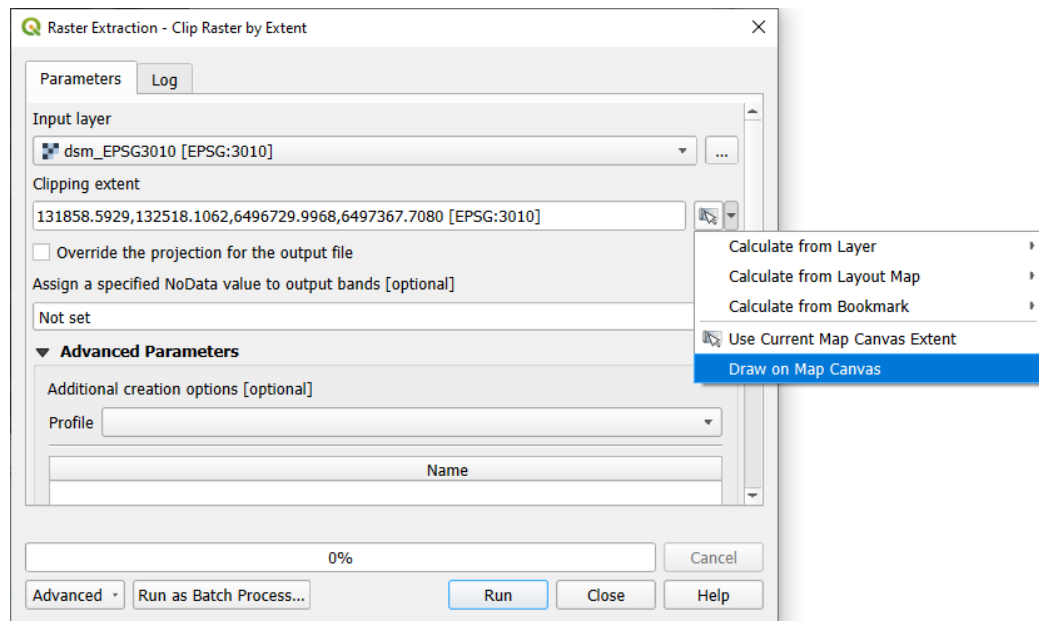 Raster Extraction - Clip Raster by Extent
Parameters
Log
Input layer
dsm_EPSG3010 [EPSG:3010]
...
Clipping extent
131858.5929,132518.1062,6496729.9968,6497367.7080 [EPSG:3010]
Calculate from Layer
Override the projection for the output file
Calculate from Layout Map
Assign a specified NoData value to output bands [optional]
Calculate from Bookmark
Not set
Use Current Map Canvas Extent
Advanced Parameters
Draw on Map Canvas
Additional creation options [optional]
Profile
Name
0%
Cancel
Advanced
Run as Batch Process...
Run
Close
Help